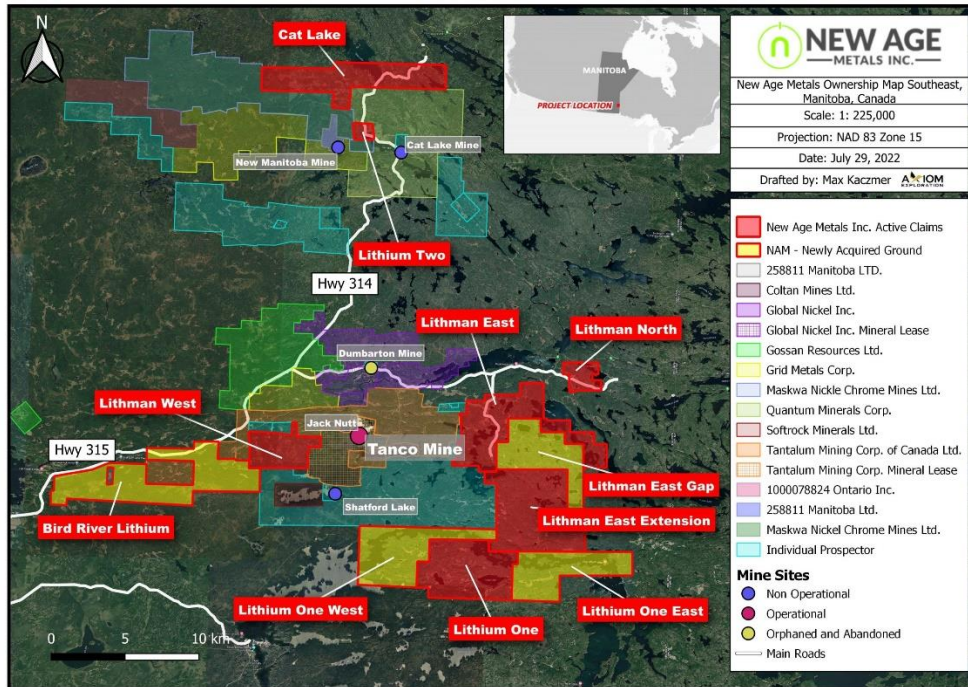 N
Cat Lake
New Manitoba Mine
Cat Lake Mine
Lithium Two
Hwy 314
Lithman East
Lithman North
Dumbarton Mine
Lithman West
Jack Nutt
Tanco Mine
Hwy 315
Lithman East Gap
Shatford Lake
Bird River Lithium
Lithman East Extension
Lithium One West
Lithium One
Lithium One East
0 5 10 km
MANITOBA
PROJECT LOCATION
NEW AGE
METALS INC.
New Age Metals Ownership Map Southeast,
Manitoba, Canada
Scale: 1: 225,000
Projection: NAD 83 Zone 15
Date: July 29, 2022
Drafted by: Max Kaczmer AXIOM
EXPLORATION
New Age Metals Inc. Active Claims
NAM - Newly Acquired Ground
258811 Manitoba LTD.
Coltan Mines Ltd.
Global Nickel Inc.
Global Nickel Inc. Mineral Lease
Gossan Resources Ltd.
Grid Metals Corp.
Maskwa Nickle Chrome Mines Ltd.
Quantum Minerals Corp.
Softrock Minerals Ltd.
Tantalum Mining Corp. of Canada Ltd.
Tantalum Mining Corp. Mineral Lease
1000078824 Ontario Inc.
258811 Manitoba Ltd.
Maskwa Nickel Chrome Mines Ltd.
Individual Prospector
Mine Sites
Non Operational
Operational
Orphaned and Abandoned
Main Roads